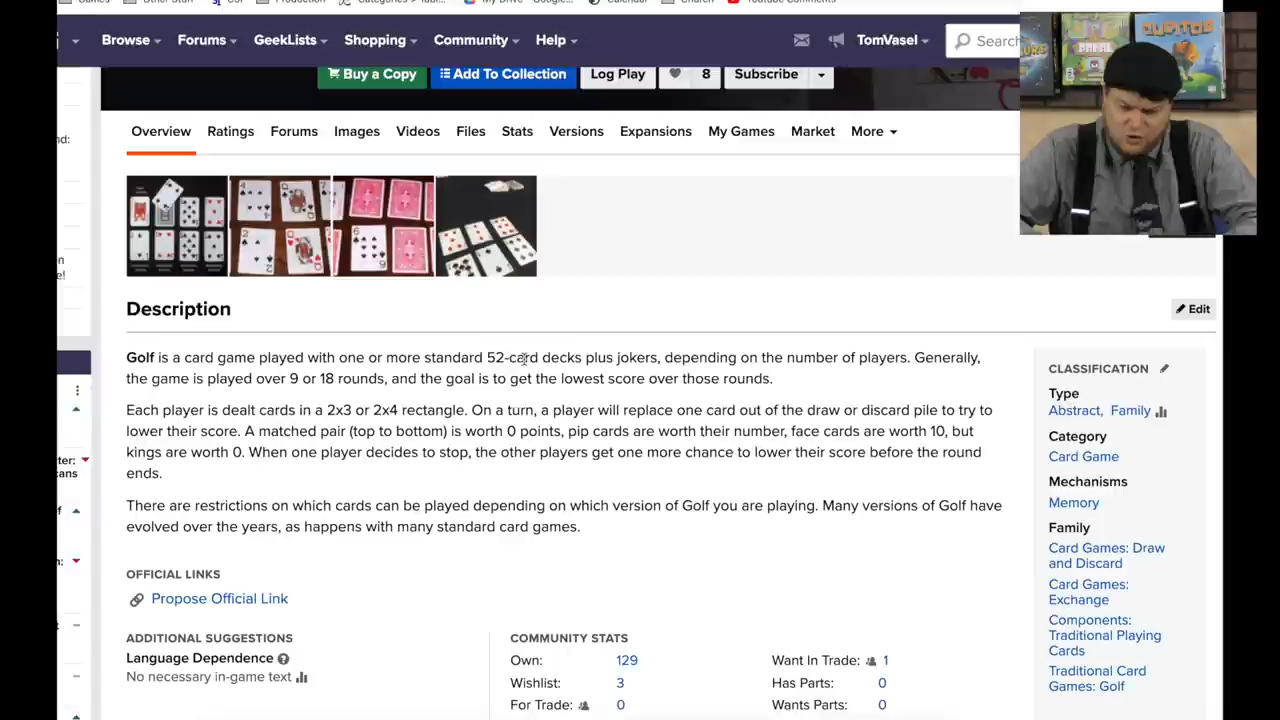 Browse
Forums
GeekLists
Shopping
Community
Help
TomVasel
Search
Buy a Copy
Add To Collection
Log Play
8
Subscribe
Overview
Ratings
Forums
Images
Videos
Files
Stats
Versions
Expansions
My Games
Market
More
Description
Edit
Golf is a card game played with one or more standard 52-card decks plus jokers, depending on the number of players. Generally,
the game is played over 9 or 18 rounds, and the goal is to get the lowest score over those rounds.
Each player is dealt cards in a 2x3 or 2x4 rectangle. On a turn, a player will replace one card out of the draw or discard pile to try to
lower their score. A matched pair (top to bottom) is worth 0 points, pip cards are worth their number, face cards are worth 10, but
kings are worth 0. When one player decides to stop, the other players get one more chance to lower their score before the round
ends.
There are restrictions on which cards can be played depending on which version of Golf you are playing. Many versions of Golf have
evolved over the years, as happens with many standard card games.
OFFICIAL LINKS
Propose Official Link
ADDITIONAL SUGGESTIONS
Language Dependence
No necessary in-game text
COMMUNITY STATS
Own: 129
Wishlist: 3
For Trade: 0
Want In Trade: 1
Has Parts: 0
Wants Parts: 0
CLASSIFICATION
Type
Abstract, Family
Category
Card Game
Mechanisms
Memory
Family
Card Games: Draw
and Discard
Card Games:
Exchange
Components:
Traditional Playing
Cards
Traditional Card
Games: Golf